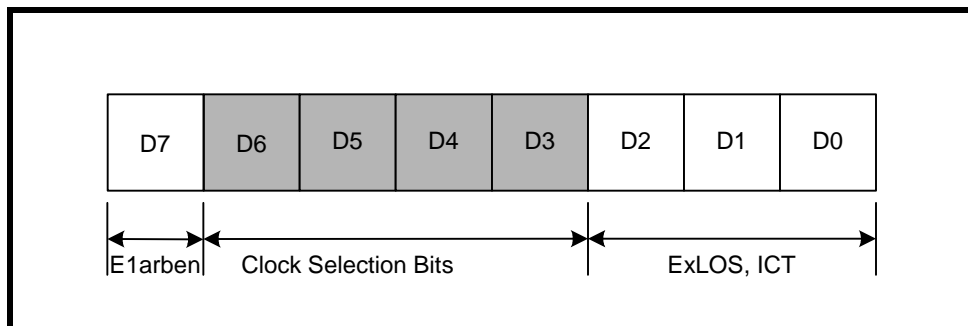 D7 D6 D5 D4 D3 D2 D1 D0
E1arben Clock Selection Bits ExLOS, ICT